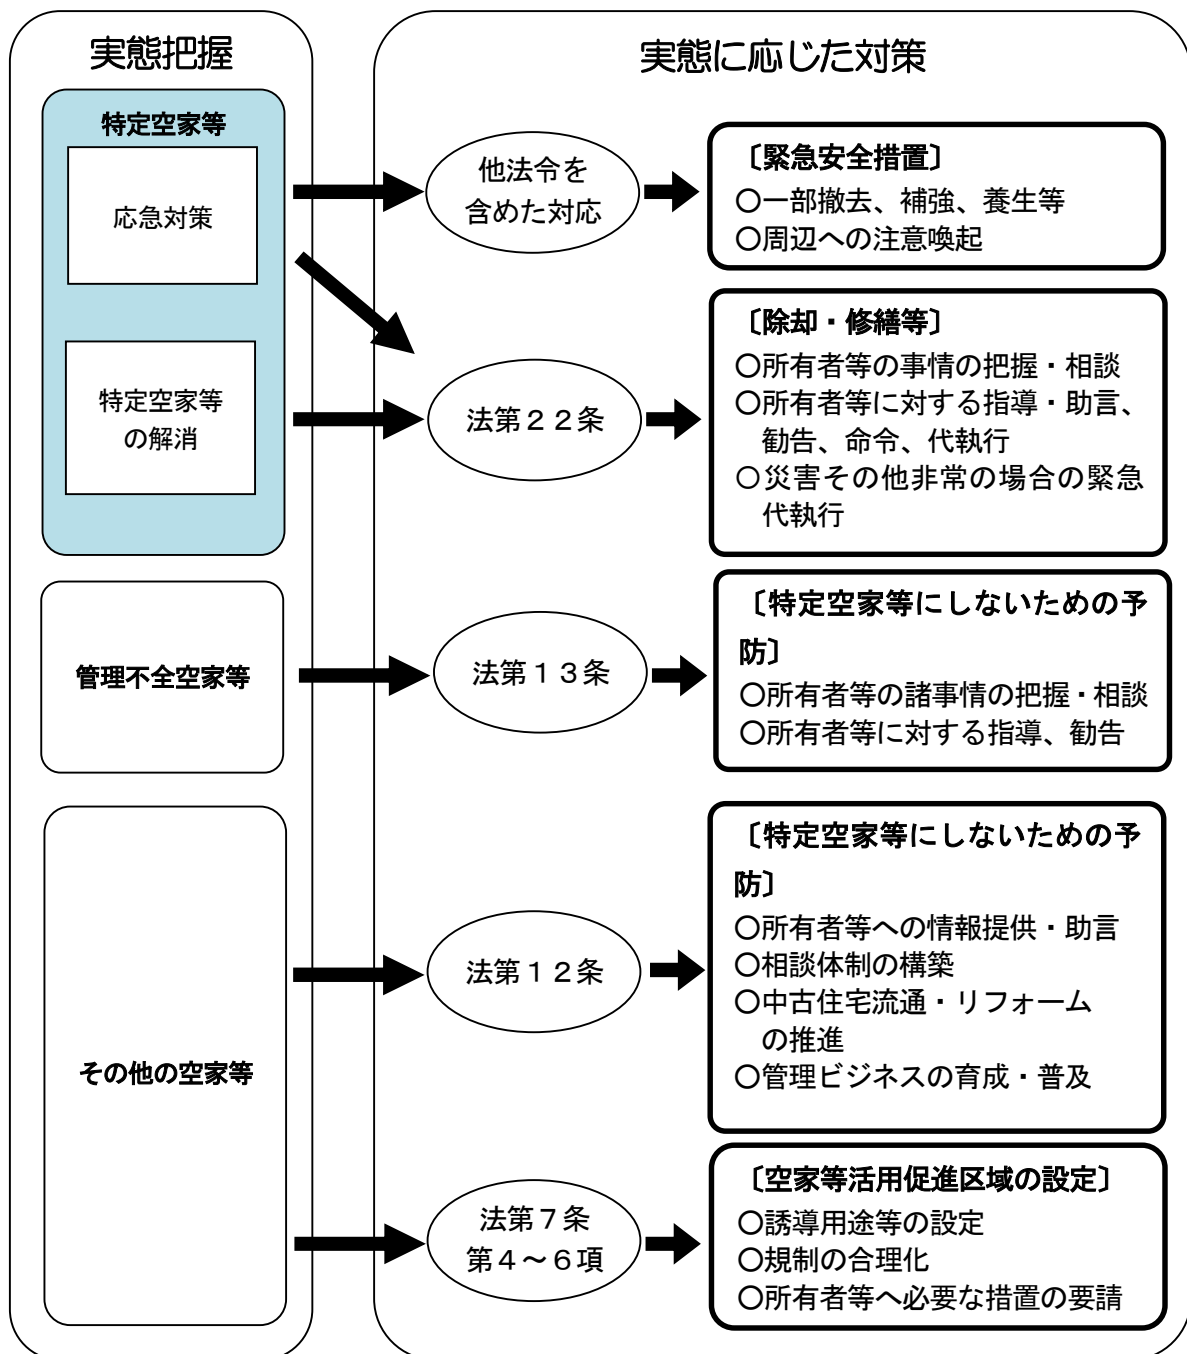 実態把握
実態に応じた対策
特定空家等
応急対策
特定空家等
の解消
他法令を
含めた対応
〔緊急安全措置〕
○一部撤去、補強、養生等
○周辺への注意喚起
法第２２条
〔除却・修繕等〕
○所有者等の事情の把握・相談
○所有者等に対する指導・助言、
勧告、命令、代執行
○災害その他非常の場合の緊急
代執行
管理不全空家等
法第１３条
〔特定空家等にしないための予
防〕
○所有者等の諸事情の把握・相談
○所有者等に対する指導、勧告
その他の空家等
法第１２条
〔特定空家等にしないための予
防〕
○所有者等への情報提供・助言
○相談体制の構築
○中古住宅流通・リフォーム
の推進
○管理ビジネスの育成・普及
法第７条
第４～６項
〔空家等活用促進区域の設定〕
○誘導用途等の設定
○規制の合理化
○所有者等へ必要な措置の要請